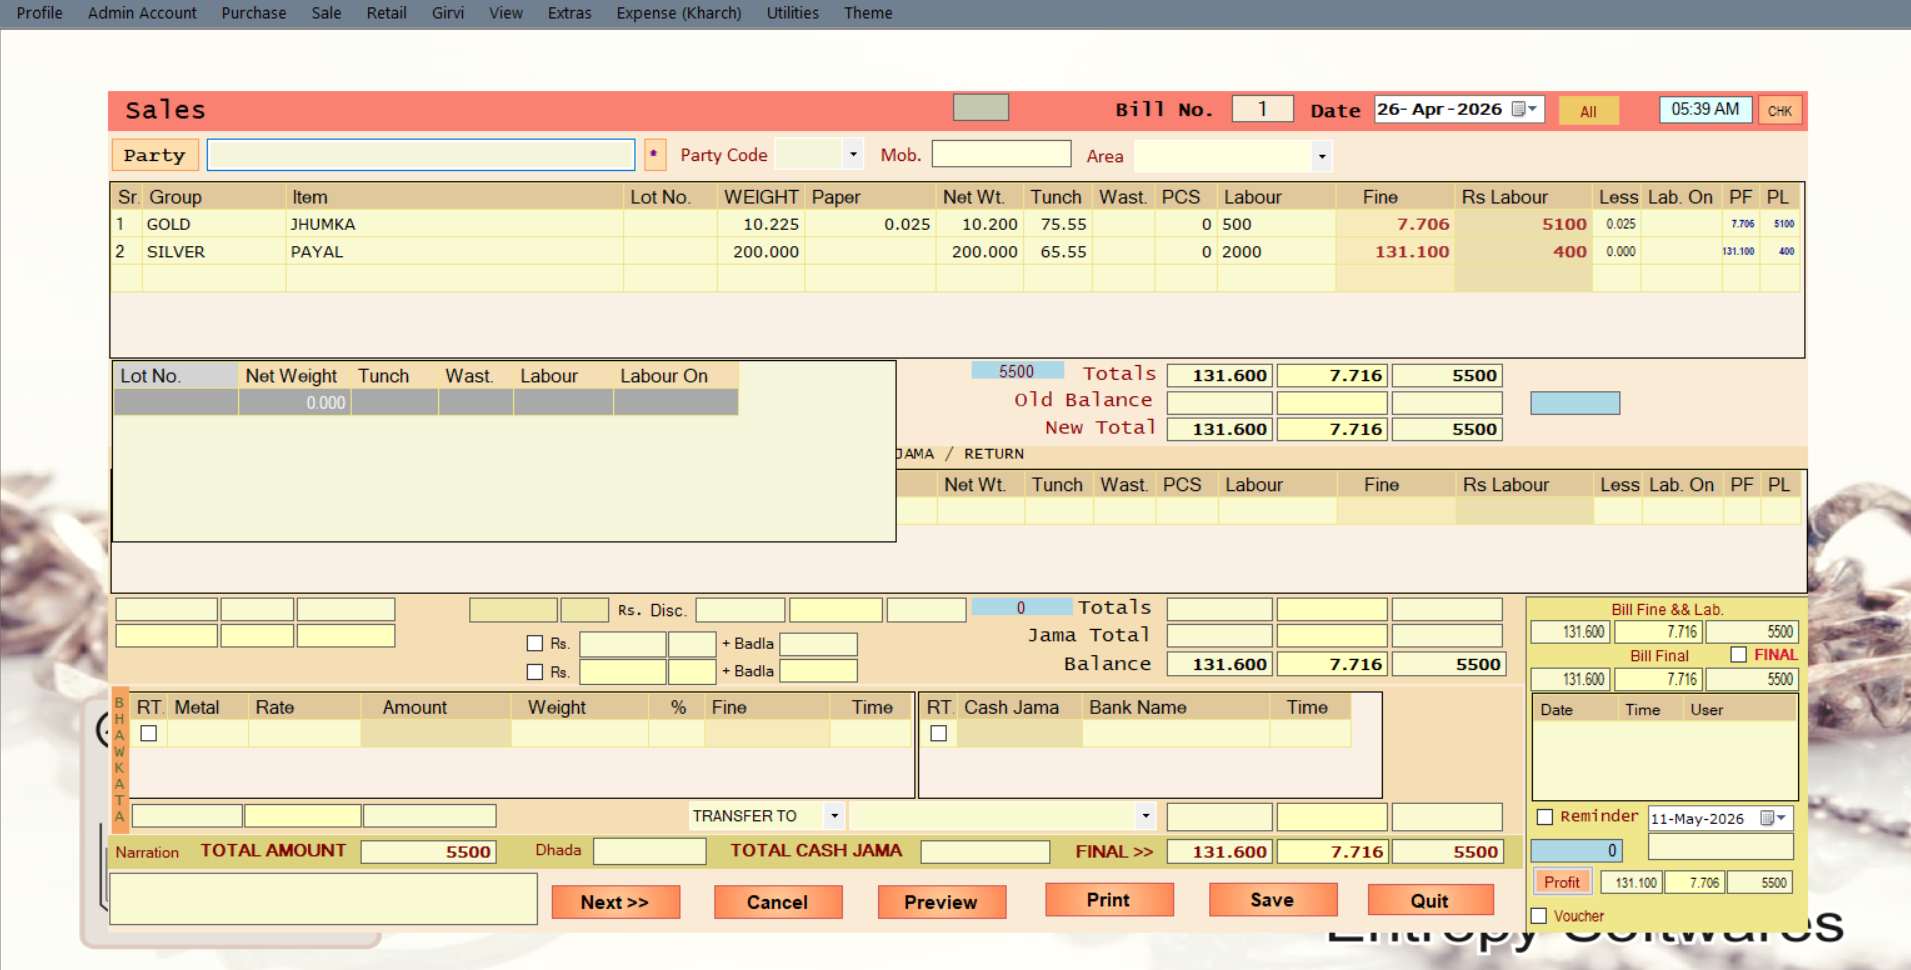 Profile Admin Account Purchase Sale Retail Girvi View Extras Expense (Kharch) Utilities Theme
Sales Bill No. 1 Date 26-Apr-2026 All 05:39 AM CHK
Party * Party Code Mob. Area
Sr. Group Item Lot No. WEIGHT Paper Net Wt. Tunch Wast. PCS Labour Fine Rs Labour Less Lab. On PF PL
1 GOLD JHUMKA 10.225 0.025 10.200 75.55 0 500 7.706 5100 0.025 7.706 5100
2 SILVER PAYAL 200.000 200.000 65.55 0 2000 131.100 400 0.000 131.100 400
Lot No. Net Weight Tunch Wast. Labour Labour On
0.000
5500 Totals 131.600 7.716 5500
Old Balance
New Total 131.600 7.716 5500
JAMA / RETURN
Net Wt. Tunch Wast. PCS Labour Fine Rs Labour Less Lab. On PF PL
Rs. Disc. 0 Totals
Rs. + Badla Jama Total
Rs. + Badla Balance 131.600 7.716 5500
Bill Fine && Lab.
131.600 7.716 5500
Bill Final FINAL
131.600 7.716 5500
Date Time User
BHAWKATA
RT. Metal Rate Amount Weight % Fine Time
RT. Cash Jama Bank Name Time
TRANSFER TO
Reminder 11-May-2026
0
Narration TOTAL AMOUNT 5500 Dhada TOTAL CASH JAMA FINAL >> 131.600 7.716 5500
Profit 131.100 7.706 5500
Voucher
Next >> Cancel Preview Print Save Quit
Entropy Softwares